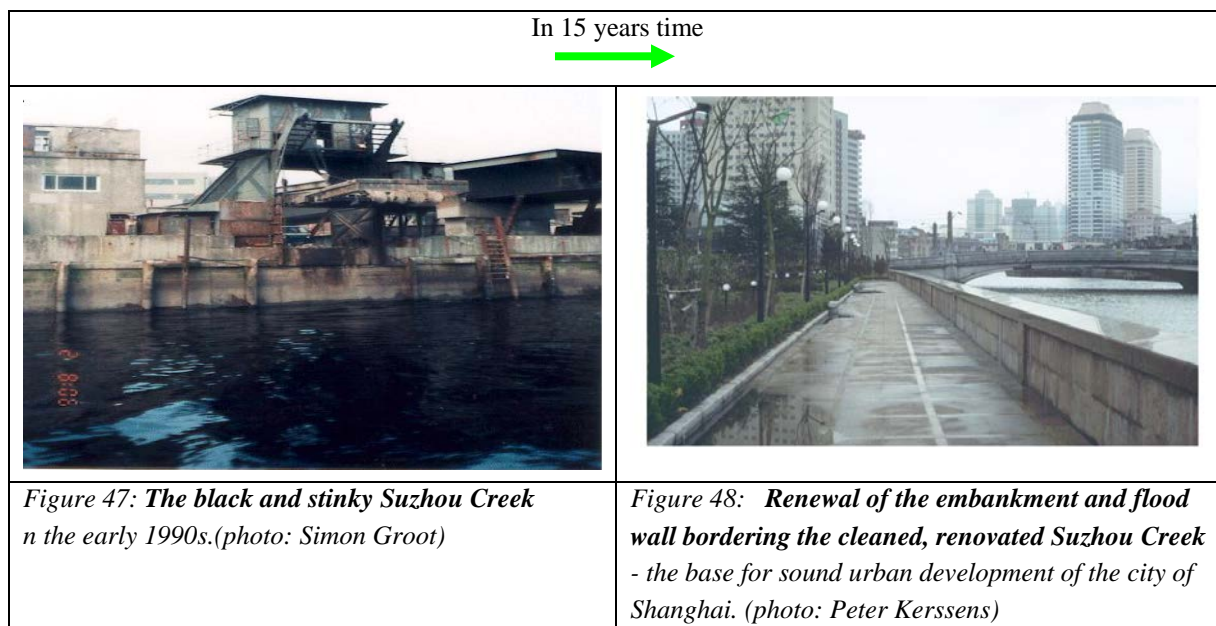 In 15 years time
Figure 47: The black and stinky Suzhou Creek
n the early 1990s.(photo: Simon Groot)
Figure 48: Renewal of the embankment and flood
wall bordering the cleaned, renovated Suzhou Creek
- the base for sound urban development of the city of
Shanghai. (photo: Peter Kerssens)